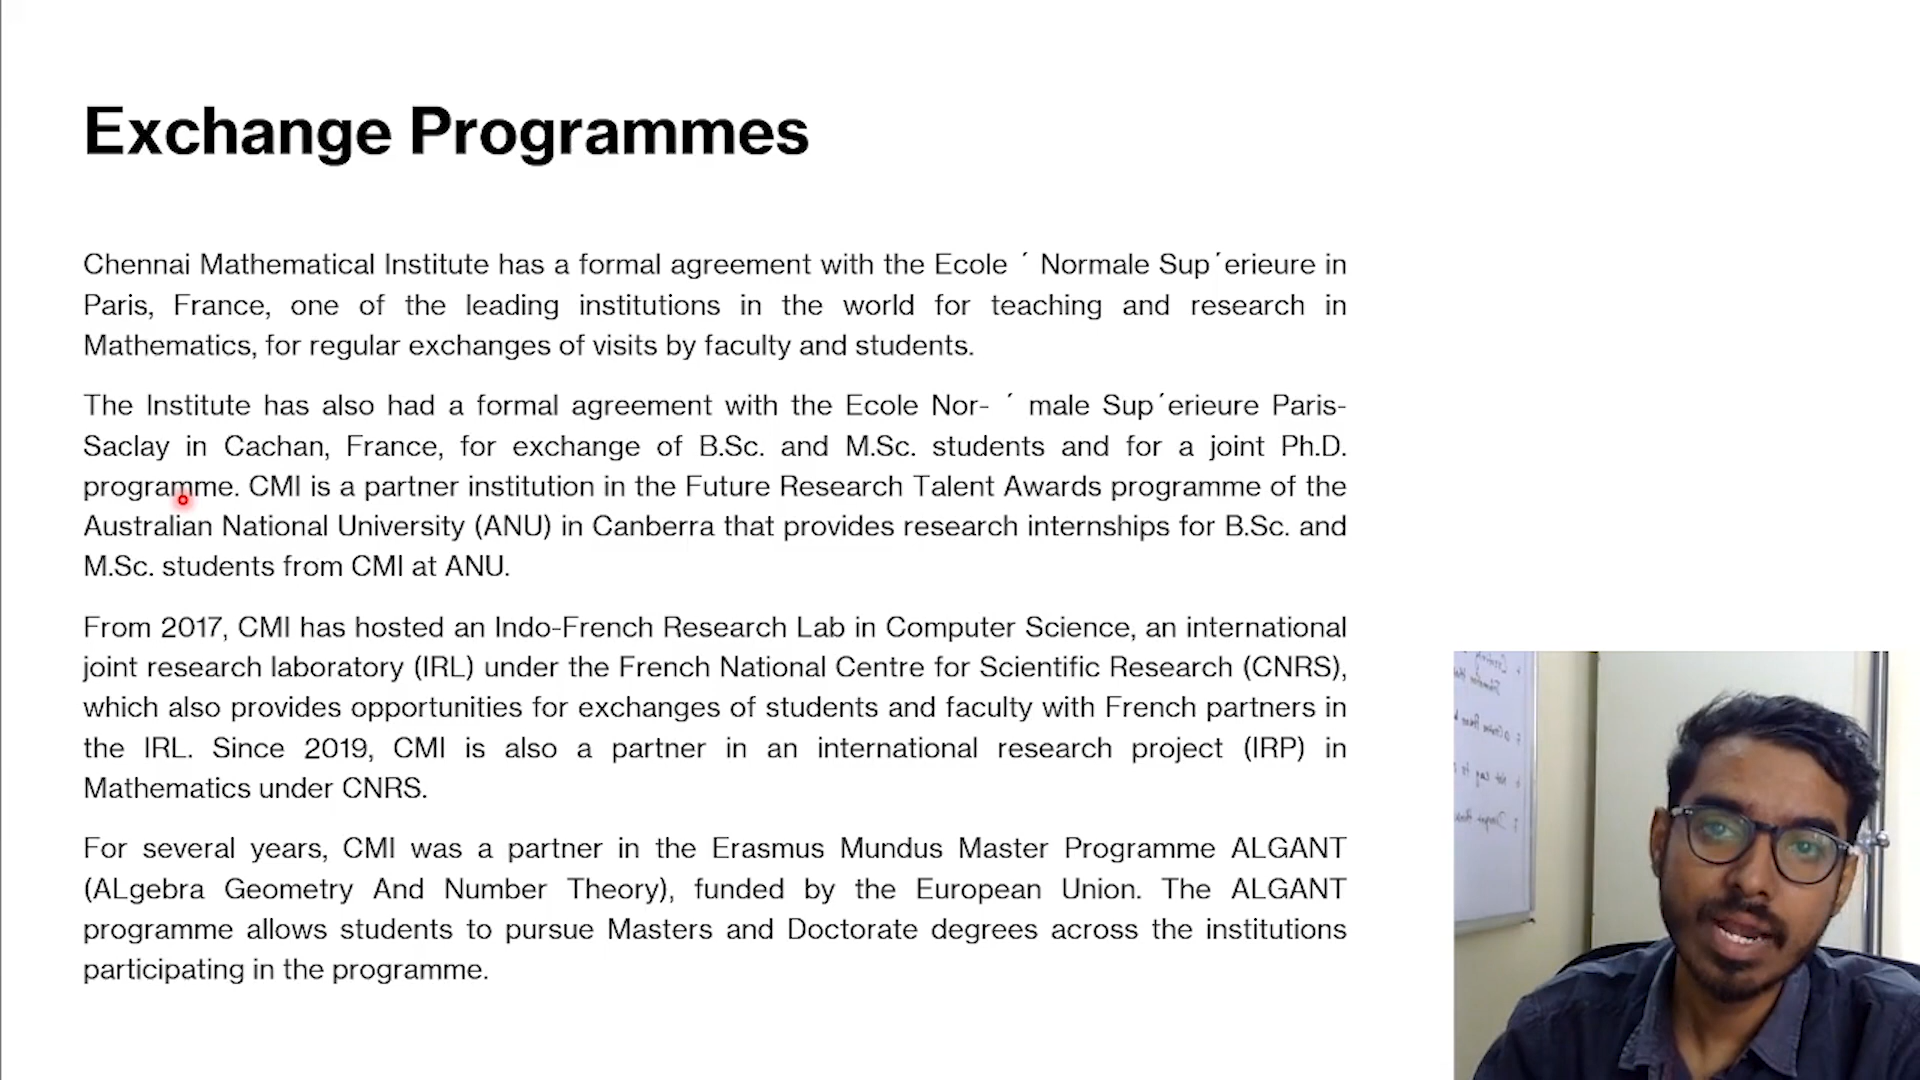 Exchange Programmes
Chennai Mathematical Institute has a formal agreement with the Ecole ´ Normale Sup´erieure in
Paris, France, one of the leading institutions in the world for teaching and research in
Mathematics, for regular exchanges of visits by faculty and students.
The Institute has also had a formal agreement with the Ecole Nor- ´ male Sup´erieure Paris-
Saclay in Cachan, France, for exchange of B.Sc. and M.Sc. students and for a joint Ph.D.
programme. CMI is a partner institution in the Future Research Talent Awards programme of the
Australian National University (ANU) in Canberra that provides research internships for B.Sc. and
M.Sc. students from CMI at ANU.
From 2017, CMI has hosted an Indo-French Research Lab in Computer Science, an international
joint research laboratory (IRL) under the French National Centre for Scientific Research (CNRS),
which also provides opportunities for exchanges of students and faculty with French partners in
the IRL. Since 2019, CMI is also a partner in an international research project (IRP) in
Mathematics under CNRS.
For several years, CMI was a partner in the Erasmus Mundus Master Programme ALGANT
(ALgebra Geometry And Number Theory), funded by the European Union. The ALGANT
programme allows students to pursue Masters and Doctorate degrees across the institutions
participating in the programme.